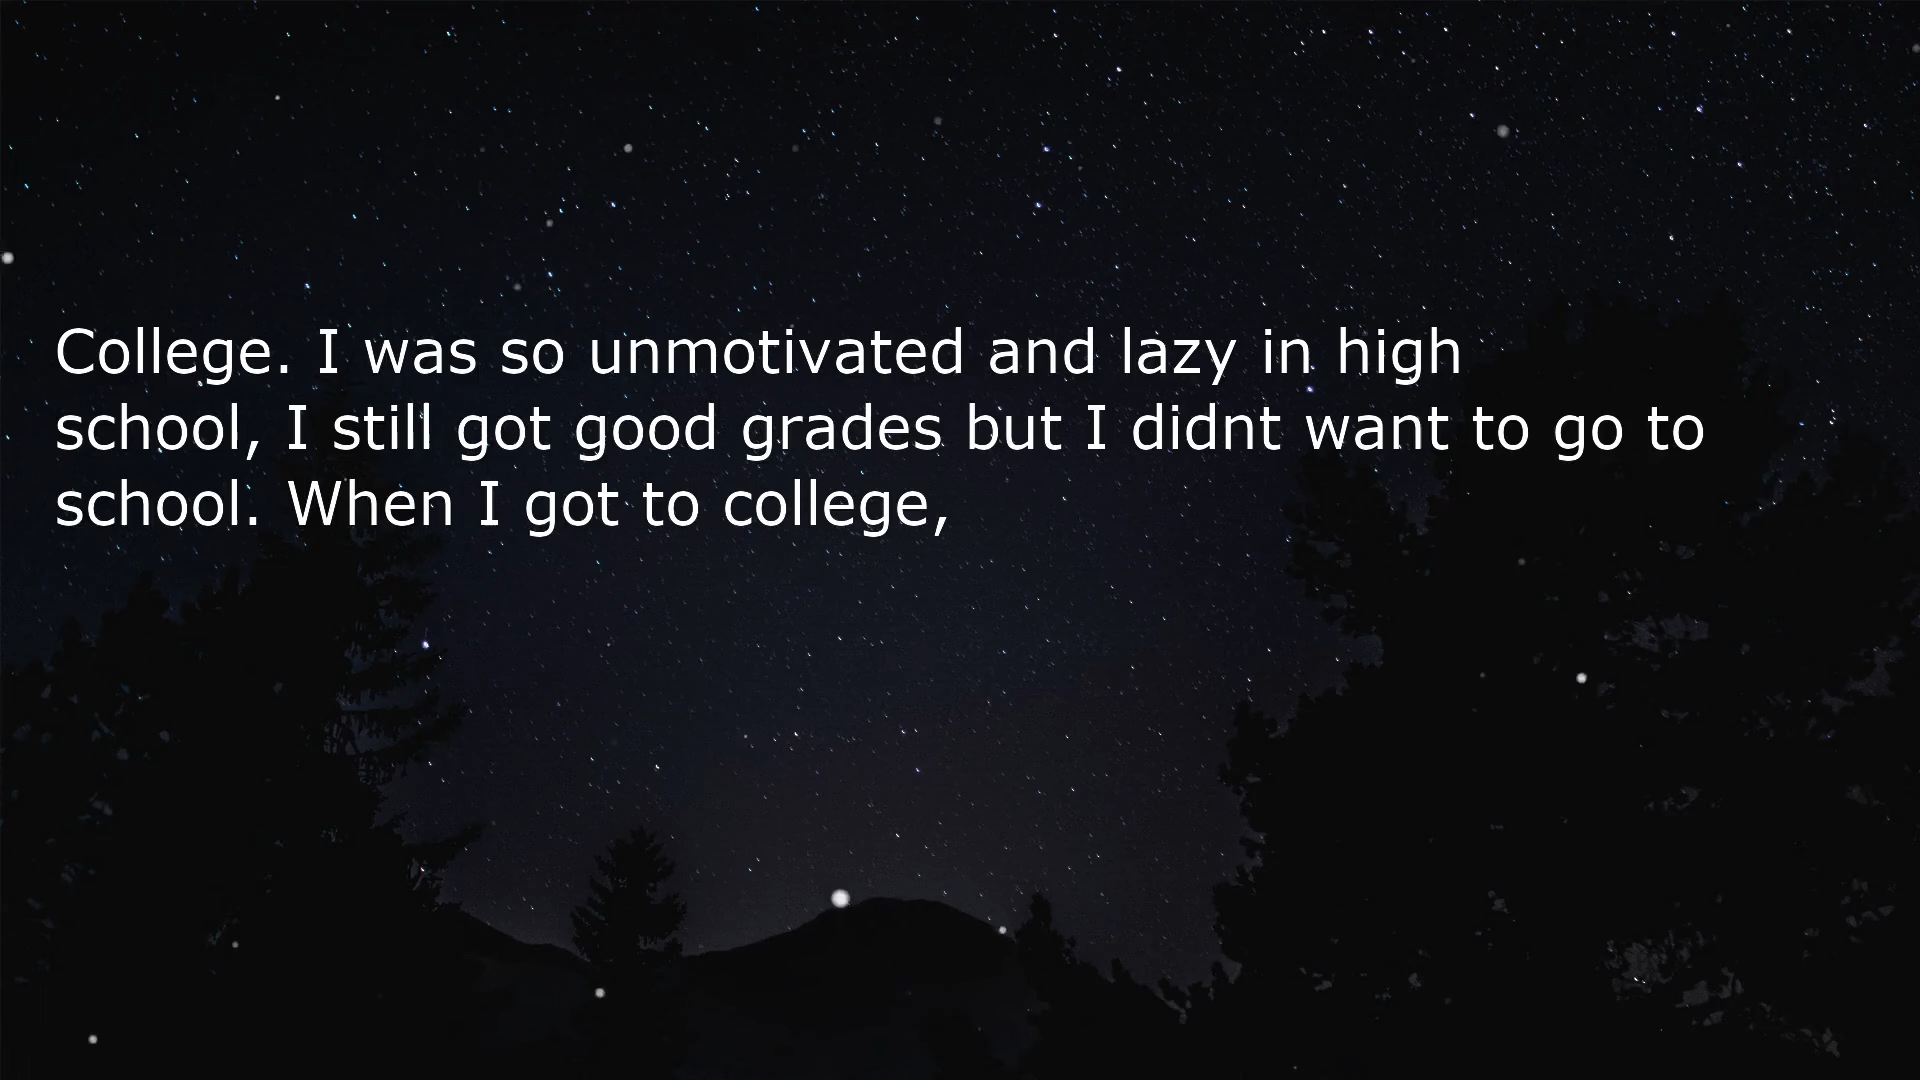 College. I was so unmotivated and lazy in high
school, I still got good grades but I didnt want to go to
school. When I got to college,